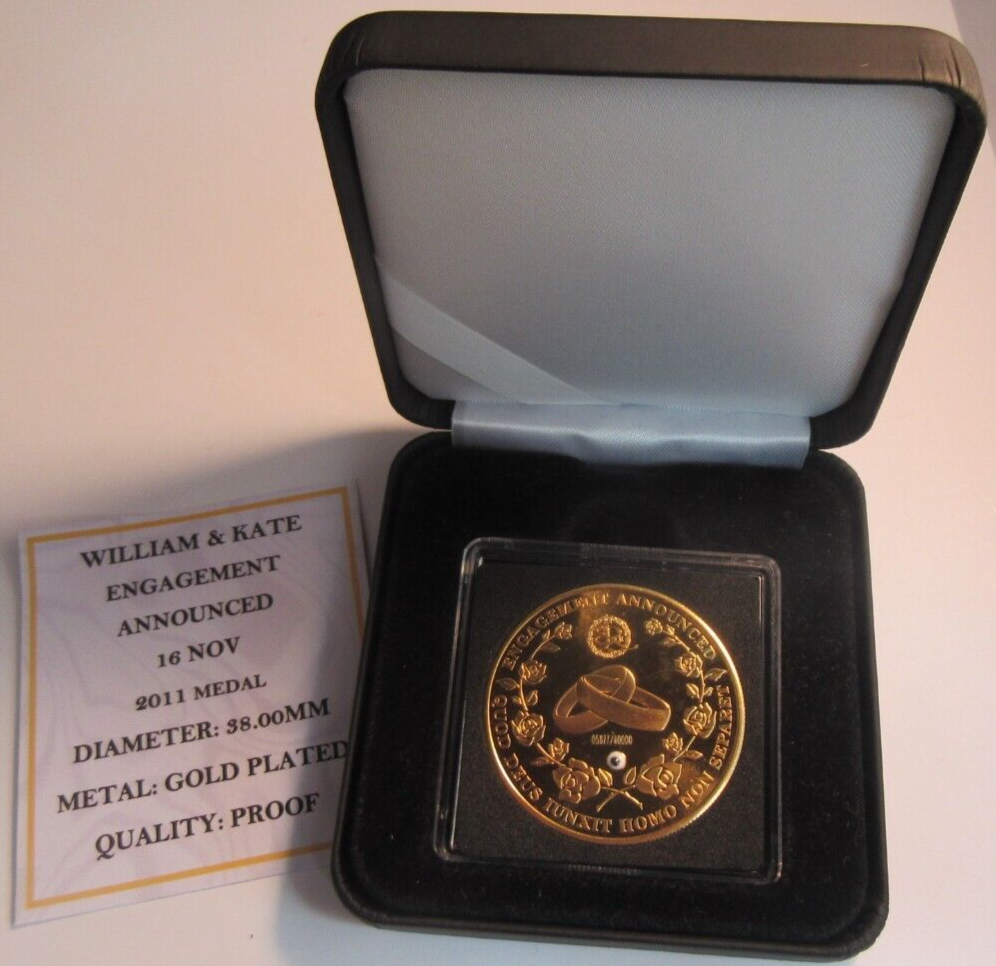 WILLIAM & KATE
ENGAGEMENT
ANNOUNCED
16 NOV
2011 MEDAL
DIAMETER: 38.00MM
METAL: GOLD PLATED
QUALITY: PROOF
ENGAGEMENT ANNOUNCED
QUOD DEUS IUNXIT HOMO NON SEPARET